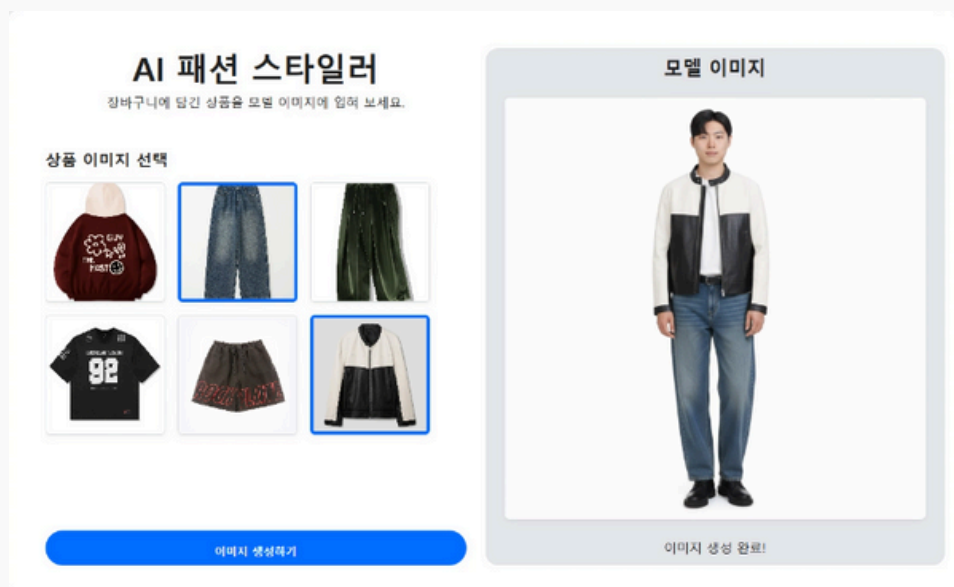 AI 패션 스타일러
장바구니에 담긴 상품을 모델 이미지에 입혀 보세요.
상품 이미지 선택
92
이미지 생성하기
모델 이미지
이미지 생성 완료!